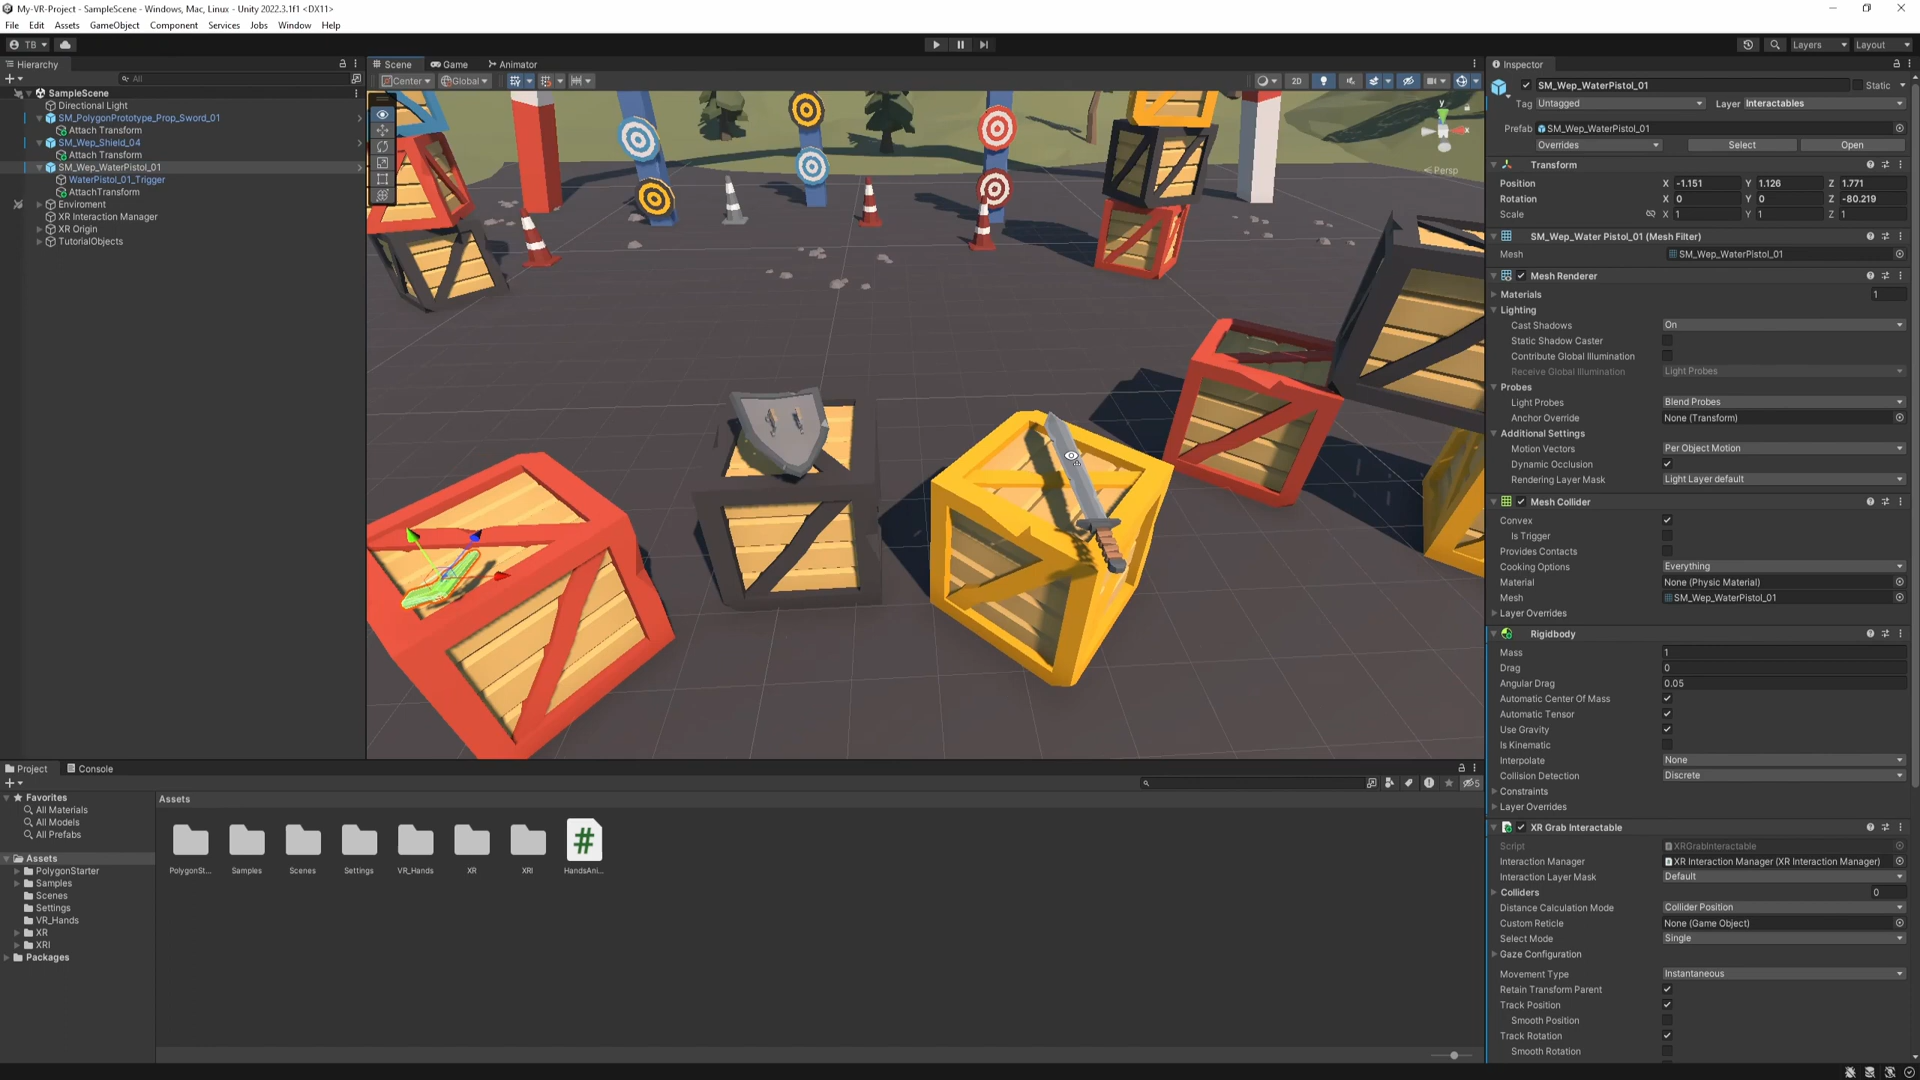 My-VR-Project - SampleScene - Windows, Mac, Linux - Unity 2022.3.1f1 <DX11>
File Edit Assets GameObject Component Services Jobs Window Help
TB Layers Layout
Hierarchy
All
SampleScene
Directional Light
SM_PolygonPrototype_Prop_Sword_01
Attach Transform
SM_Wep_Shield_04
Attach Transform
SM_Wep_WaterPistol_01
WaterPistol_01_Trigger
AttachTransform
Enviroment
XR Interaction Manager
XR Origin
TutorialObjects
Scene Game Animator
Center Global 2D
y
x
Persp
Inspector
SM_Wep_WaterPistol_01 Static
Tag Untagged Layer Interactables
Prefab SM_Wep_WaterPistol_01
Overrides Select Open
Transform
Position X -1.151 Y 1.126 Z 1.771
Rotation X 0 Y 0 Z -80.219
Scale X 1 Y 1 Z 1
SM_Wep_Water Pistol_01 (Mesh Filter)
Mesh SM_Wep_WaterPistol_01
Mesh Renderer
Materials 1
Lighting
Cast Shadows On
Static Shadow Caster
Contribute Global Illumination
Receive Global Illumination Light Probes
Probes
Light Probes Blend Probes
Anchor Override None (Transform)
Additional Settings
Motion Vectors Per Object Motion
Dynamic Occlusion
Rendering Layer Mask Light Layer default
Mesh Collider
Convex
Is Trigger
Provides Contacts
Cooking Options Everything
Material None (Physic Material)
Mesh SM_Wep_WaterPistol_01
Layer Overrides
Rigidbody
Mass 1
Drag 0
Angular Drag 0.05
Automatic Center Of Mass
Automatic Tensor
Use Gravity
Is Kinematic
Interpolate None
Collision Detection Discrete
Constraints
Layer Overrides
XR Grab Interactable
Script XRGrabInteractable
Interaction Manager XR Interaction Manager (XR Interaction Manager)
Interaction Layer Mask Default
Colliders 0
Distance Calculation Mode Collider Position
Custom Reticle None (Game Object)
Select Mode Single
Gaze Configuration
Movement Type Instantaneous
Retain Transform Parent
Track Position
Smooth Position
Track Rotation
Smooth Rotation
Project Console
5
Favorites
All Materials
All Models
All Prefabs
Assets
PolygonStarter
Samples
Scenes
Settings
VR_Hands
XR
XRI
Packages
Assets
PolygonSt... Samples Scenes Settings VR_Hands XR XRI HandsAni...
#